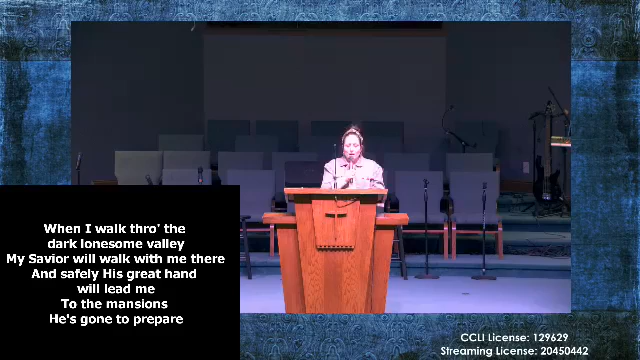 When I walk thro' the
dark lonesome valley
My Savior will walk with me there
And safely His great hand
will lead me
To the mansions
He's gone to prepare
CCLI License: 129629
Streaming License: 20450442